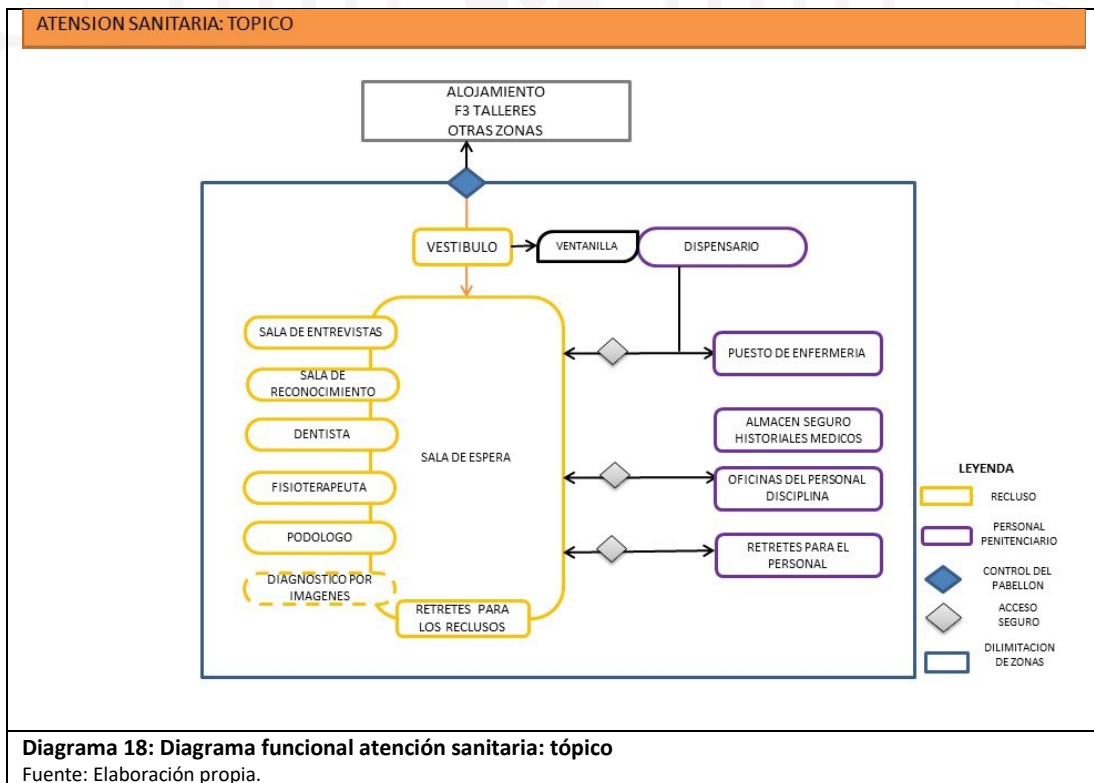 ATENSION SANITARIA: TOPICO
ALOJAMIENTO
F3 TALLERES
OTRAS ZONAS
VESTIBULO
VENTANILLA
DISPENSARIO
SALA DE ENTREVISTAS
SALA DE
RECONOCIMIENTO
DENTISTA
FISIOTERAPEUTA
PODOLOGO
DIAGNOSTICO POR
IMAGENES
SALA DE ESPERA
RETRETES PARA
LOS RECLUSOS
PUESTO DE ENFERMERIA
ALMACEN SEGURO
HISTORIALES MEDICOS
OFICINAS DEL PERSONAL
DISCIPLINA
RETRETES PARA EL
PERSONAL
LEYENDA
RECLUSO
PERSONAL
PENITENCIARIO
CONTROL DEL
PABELLON
ACCESO
SEGURO
DILIMITACION
DE ZONAS
Diagrama 18: Diagrama funcional atención sanitaria: tópico
Fuente: Elaboración propia.